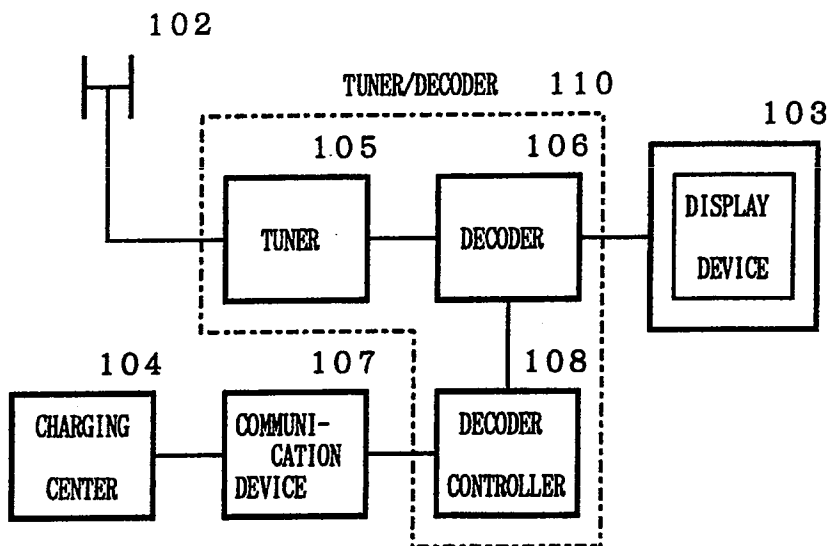 102
TUNER/DECODER 110
103
105
106
TUNER
DECODER
DISPLAY
DEVICE
104
107
108
CHARGING
CENTER
COMMUNI-
CATION
DEVICE
DECODER
CONTROLLER